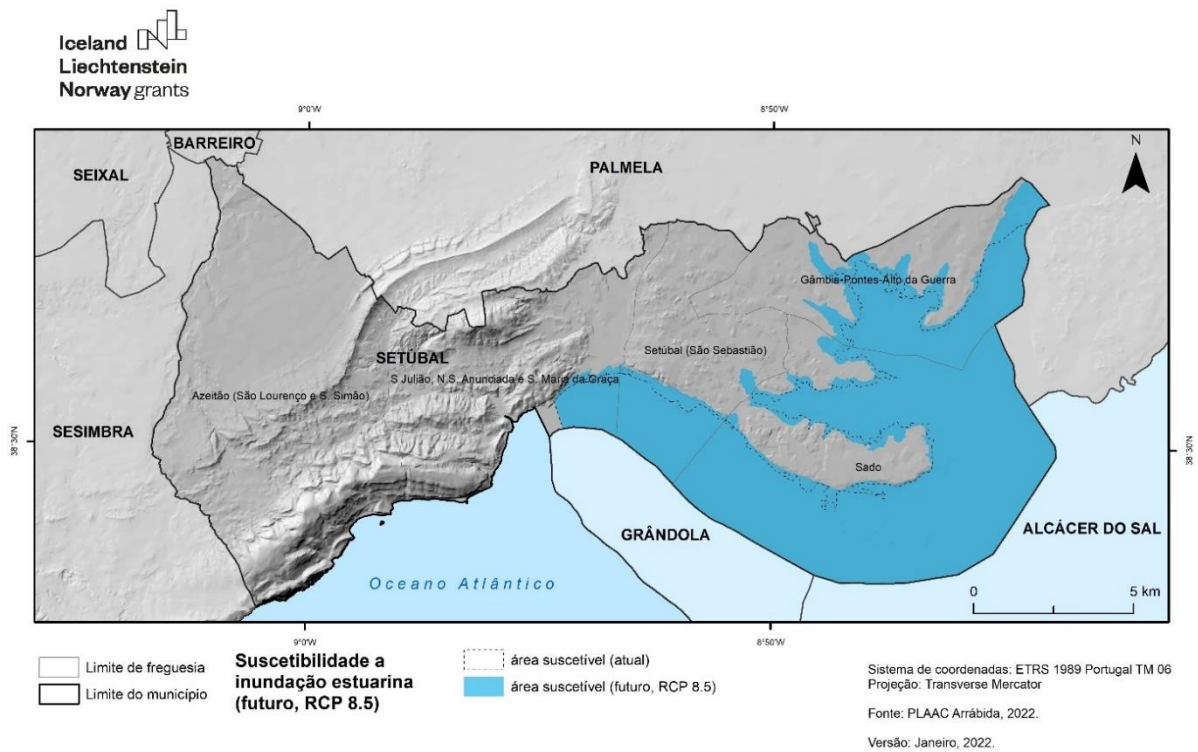 Iceland
Liechtenstein
Norway grants
9°0'W
8°50'W
BARREIRO
SEIXAL
PALMELA
N
Gâmbia-Pontes-Alto da Guerra
SETÚBAL
Setúbal (São Sebastião)
S Julião, N.S. Anunciada e S. Maria da Graça
Azeitão (São Lourenço e S. Simão)
SESIMBRA
38°30'N
38°30'N
Sado
GRÂNDOLA
ALCÁCER DO SAL
Oceano Atlântico
0
5 km
9°0'W
8°50'W
Limite de freguesia
Limite do município
Suscetibilidade a
inundação estuarina
(futuro, RCP 8.5)
área suscetível (atual)
área suscetível (futuro, RCP 8.5)
Sistema de coordenadas: ETRS 1989 Portugal TM 06
Projeção: Transverse Mercator
Fonte: PLAAC Arrábida, 2022.
Versão: Janeiro, 2022.